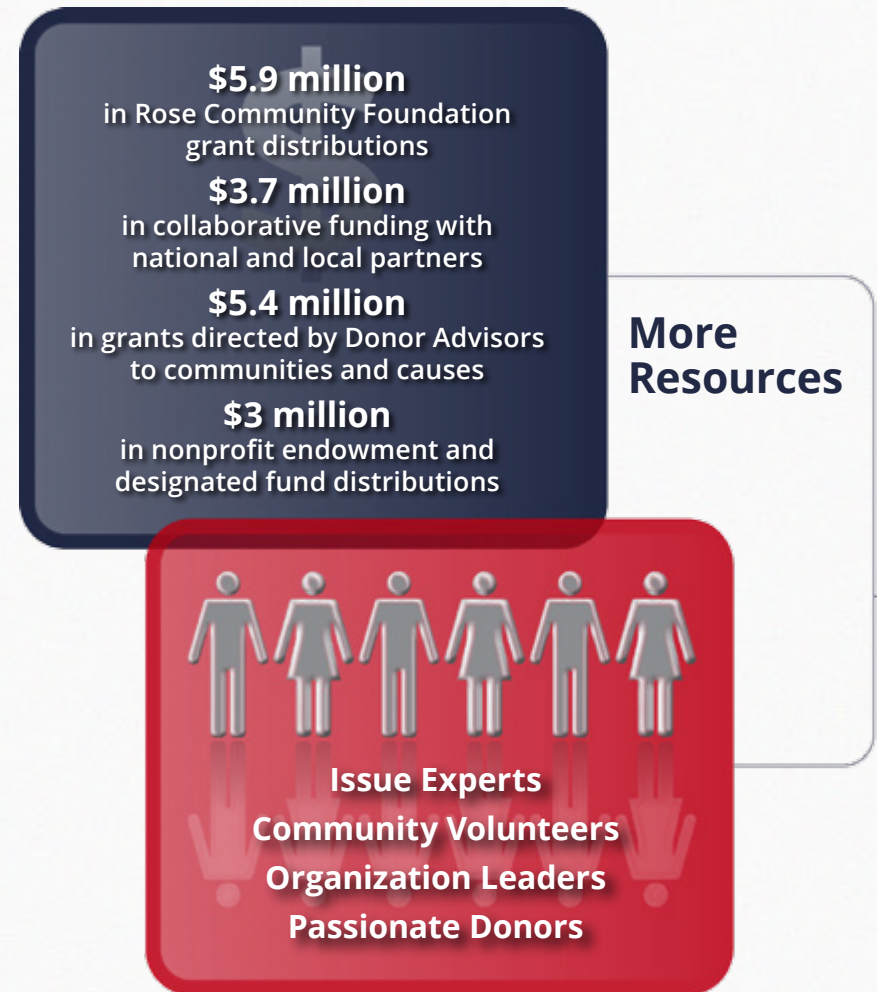 $5.9 million
in Rose Community Foundation
grant distributions
$3.7 million
in collaborative funding with
national and local partners
$5.4 million
in grants directed by Donor Advisors
to communities and causes
$3 million
in nonprofit endowment and
designated fund distributions
More
Resources
Issue Experts
Community Volunteers
Organization Leaders
Passionate Donors